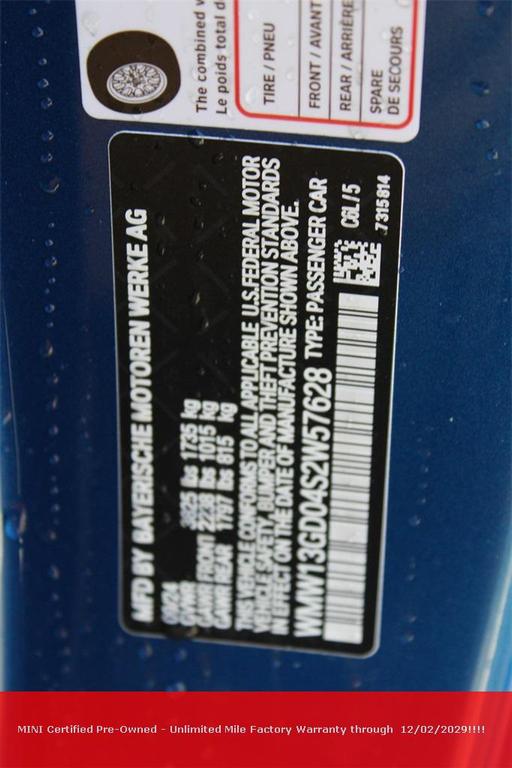 The combined w
Le poids total d
TIRE / PNEU
FRONT / AVANT
REAR / ARRIÈRE
SPARE
DE SECOURS
MFD BY BAYERISCHE MOTOREN WERKE AG
09/24
GVWR 3825 lbs 1735 kg
GAWR FRONT 2238 lbs 1015 kg
GAWR REAR 1797 lbs 815 kg
THIS VEHICLE CONFORMS TO ALL APPLICABLE U.S.FEDERAL MOTOR
VEHICLE SAFETY, BUMPER AND THEFT PREVENTION STANDARDS
IN EFFECT ON THE DATE OF MANUFACTURE SHOWN ABOVE.
WMW13GD04S2W57628 TYPE: PASSENGER CAR
C6L/5
7315814
MINI Certified Pre-Owned - Unlimited Mile Factory Warranty through 12/02/2029!!!!